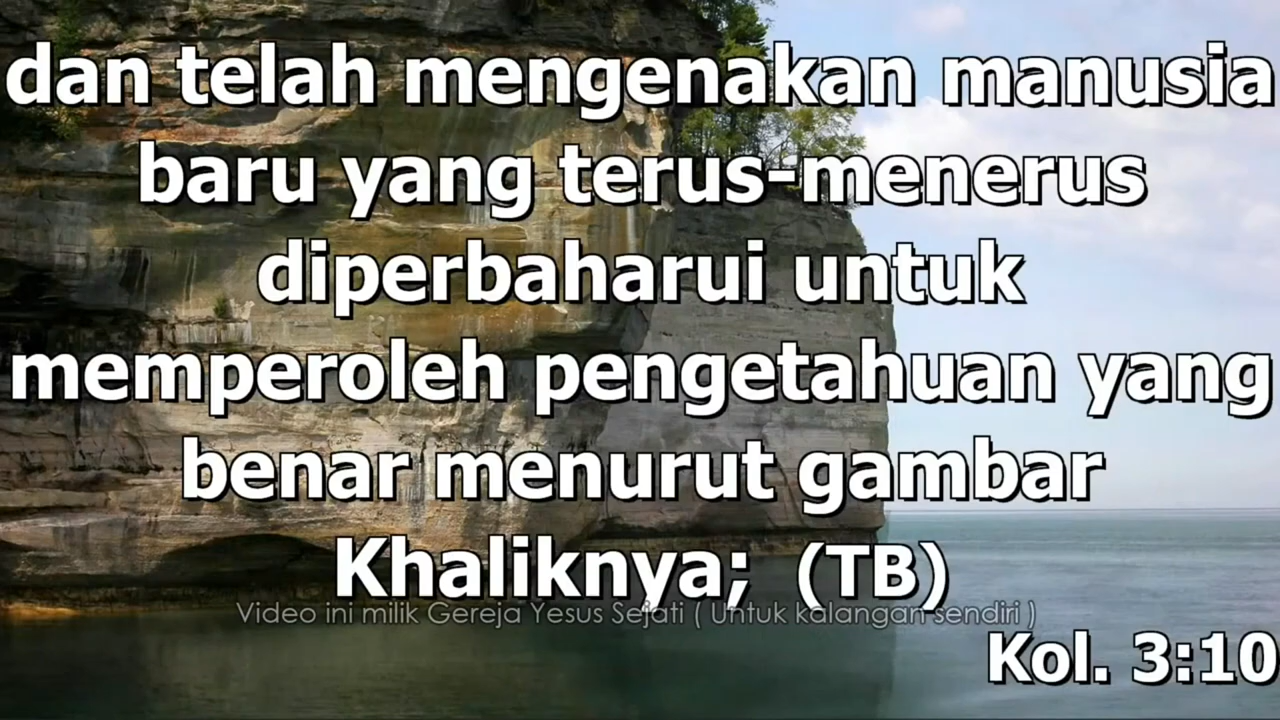 dan telah mengenakan manusia
baru yang terus-menerus
diperbaharui untuk
memperoleh pengetahuan yang
benar menurut gambar
Khaliknya; (TB)
Video ini milik Gereja Yesus Sejati ( Untuk kalangan sendiri )
Kol. 3:10